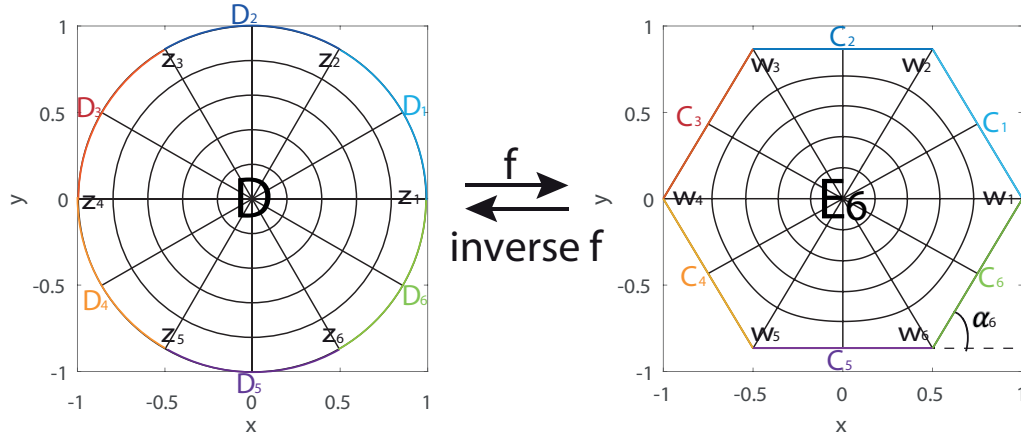 D₂
1
z₃
z₂
0.5
D₃
D₁
y
0
z₄
D
z₁
-0.5
D₄
D₆
z₅
z₆
-1
D₅
-1
-0.5
0
0.5
1
x
f
inverse f
1
C₂
w₃
w₂
0.5
C₃
C₁
y
0
w₄
E₆
w₁
-0.5
C₄
C₆
α₆
w₅
w₆
-1
C₅
-1
-0.5
0
0.5
1
x